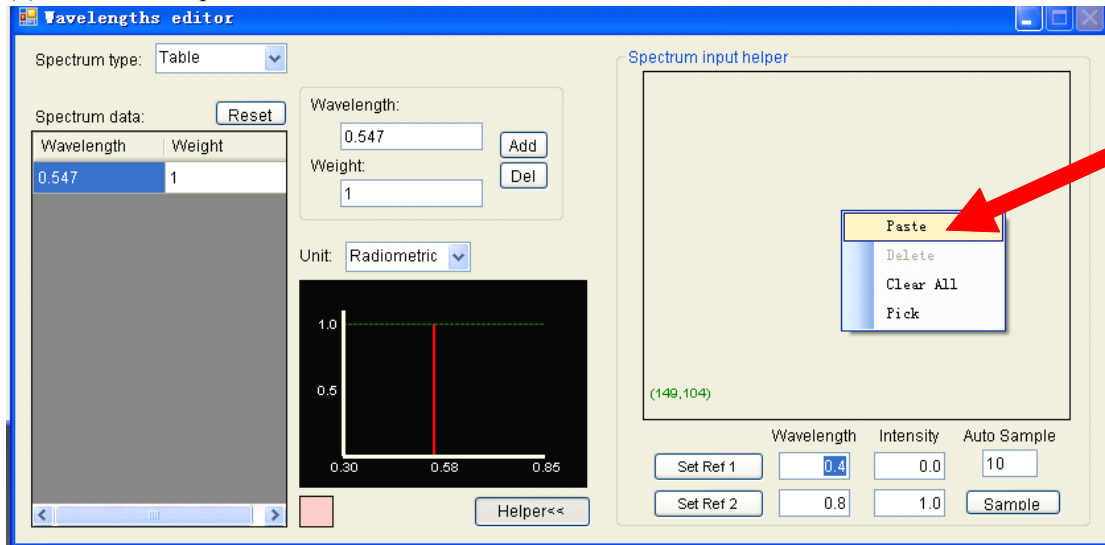 Wavelengths editor
Spectrum type: Table
Spectrum data: Reset
Wavelength Weight
0.547 1
Wavelength:
0.547
Add
Weight:
1
Del
Unit: Radiometric
1.0
0.5
0.30 0.58 0.85
Helper<<
Spectrum input helper
Paste
Delete
Clear All
Pick
(149,104)
Wavelength Intensity Auto Sample
Set Ref 1 0.4 0.0 10
Set Ref 2 0.8 1.0 Sample